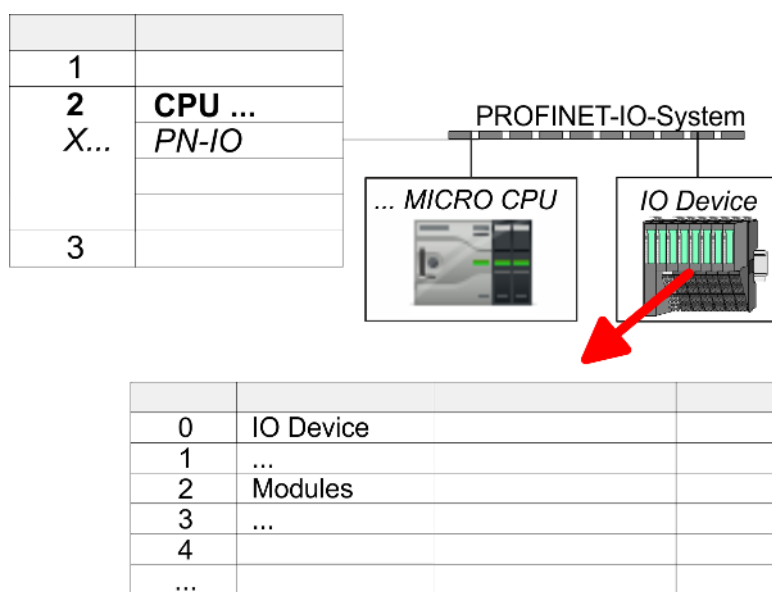 1
2 CPU ...
X... PN-IO
3
PROFINET-IO-System
... MICRO CPU
IO Device
0 IO Device
1 ...
2 Modules
3 ...
4
...